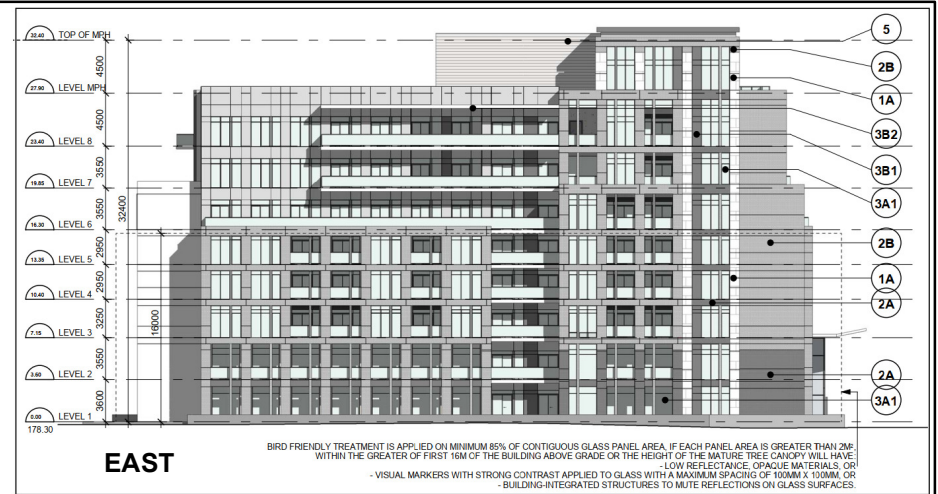 32.40 TOP OF MPH
4500
27.90 LEVEL MPH
4500
23.40 LEVEL 8
3550
19.85 LEVEL 7
3550
16.30 LEVEL 6
2950
13.35 LEVEL 5
2950
10.40 LEVEL 4
3250
7.15 LEVEL 3
3550
3.60 LEVEL 2
3600
0.00 LEVEL 1
178.30
32400
16000
5
2B
1A
3B2
3B1
3A1
2B
1A
2A
2A
3A1
EAST
BIRD FRIENDLY TREATMENT IS APPLIED ON MINIMUM 85% OF CONTIGUOUS GLASS PANEL AREA, IF EACH PANEL AREA IS GREATER THAN 2M²,
WITHIN THE GREATER OF FIRST 16M OF THE BUILDING ABOVE GRADE OR THE HEIGHT OF THE MATURE TREE CANOPY WILL HAVE:
- LOW REFLECTANCE, OPAQUE MATERIALS, OR
- VISUAL MARKERS WITH STRONG CONTRAST APPLIED TO GLASS WITH A MAXIMUM SPACING OF 100MM X 100MM, OR
- BUILDING-INTEGRATED STRUCTURES TO MUTE REFLECTIONS ON GLASS SURFACES.